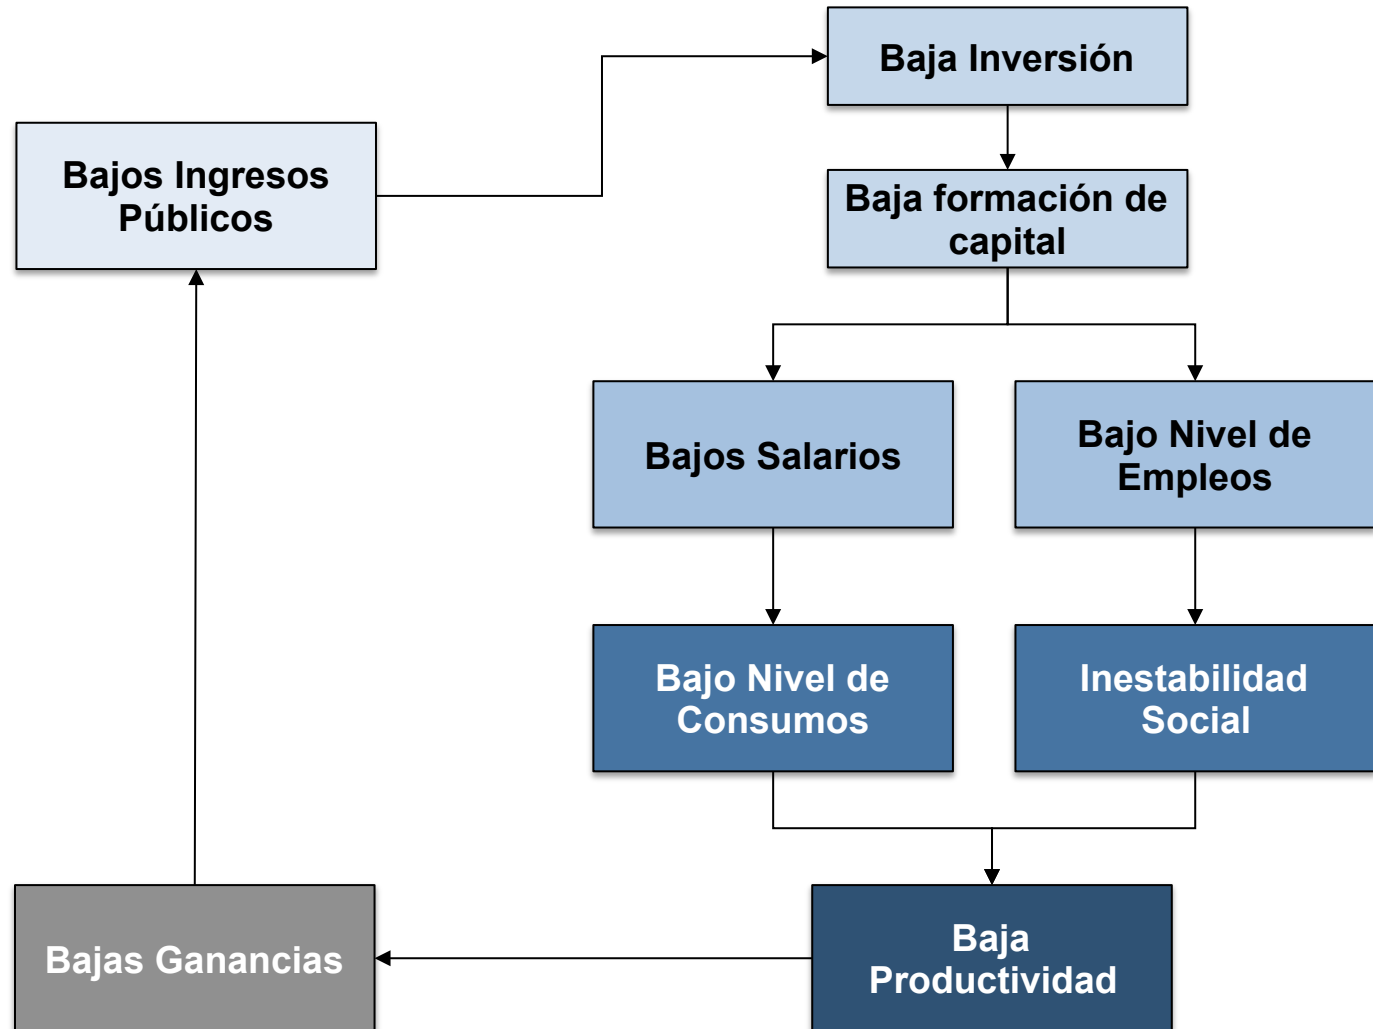 Baja Inversión
Bajos Ingresos
Públicos
Baja formación de
capital
Bajos Salarios
Bajo Nivel de
Empleos
Bajo Nivel de
Consumos
Inestabilidad
Social
Bajas Ganancias
Baja
Productividad